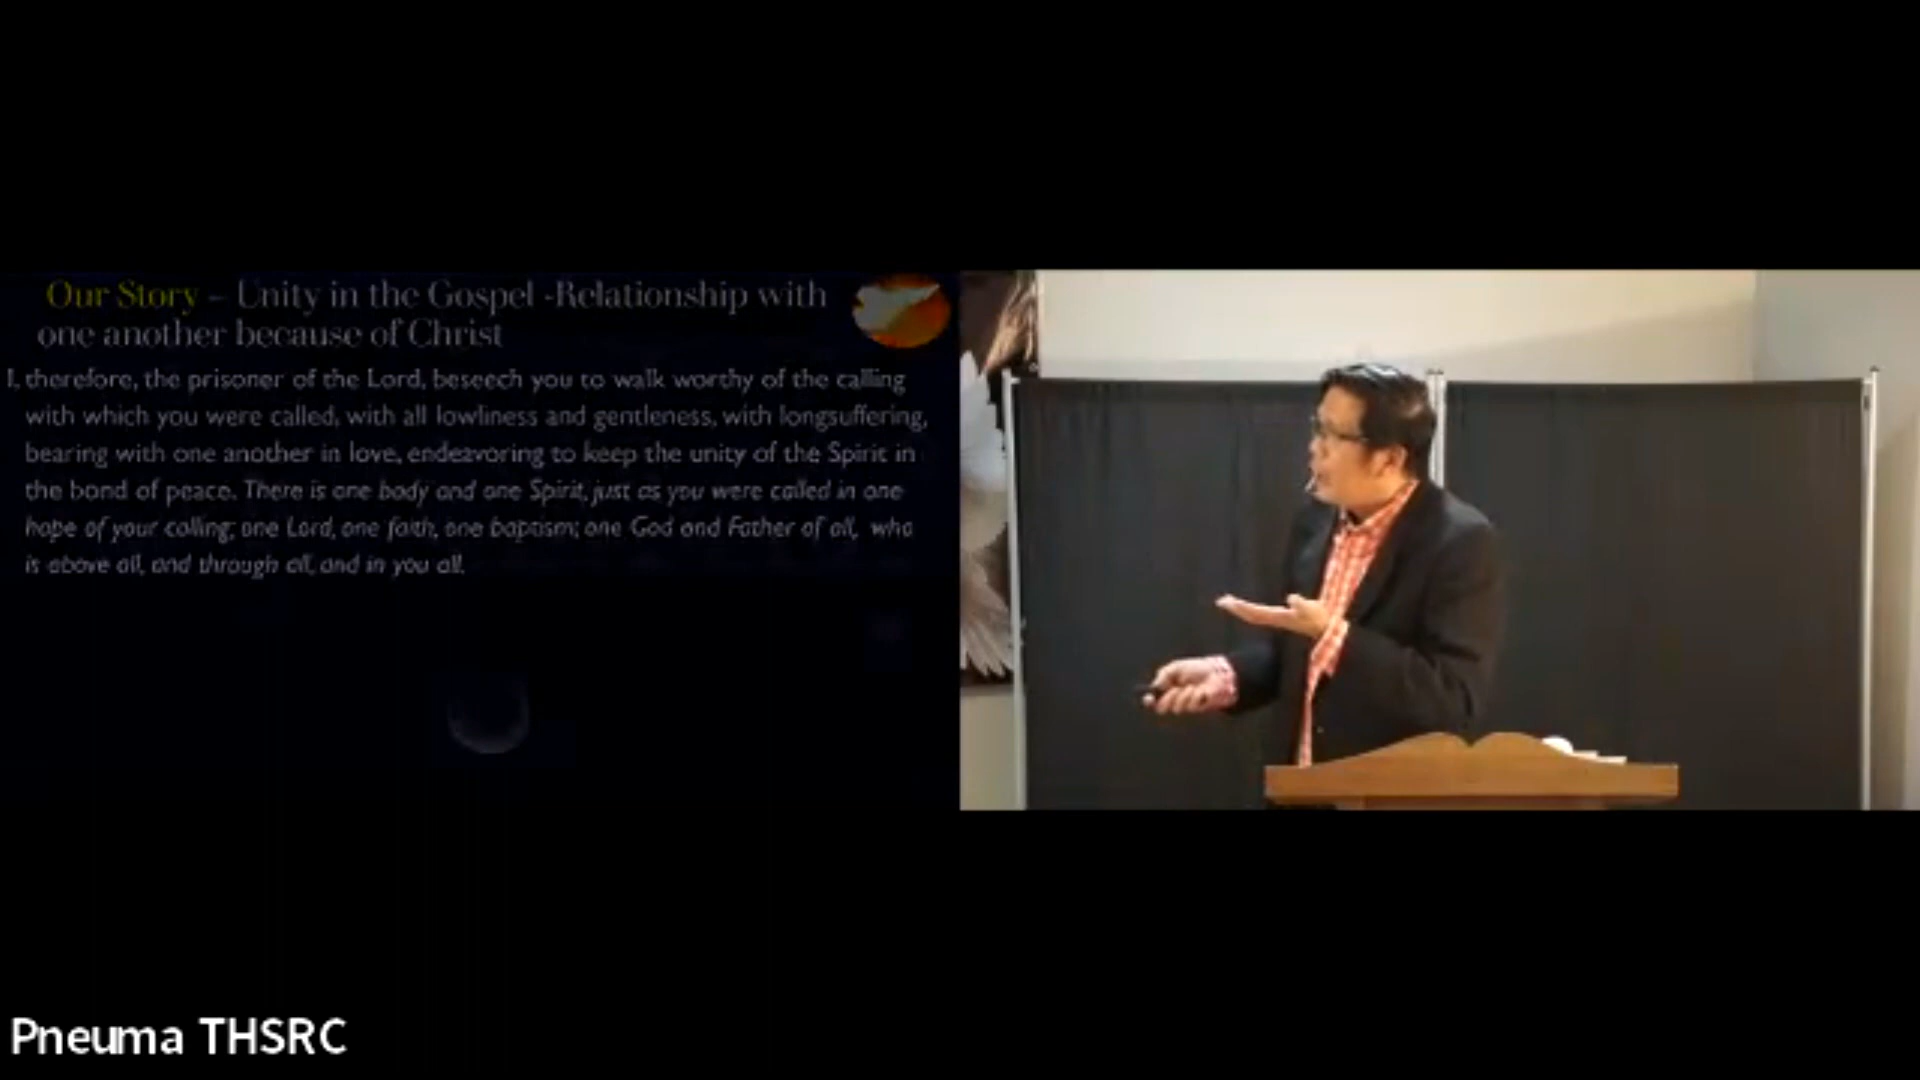 Our Story – Unity in the Gospel -Relationship with
one another because of Christ
I, therefore, the prisoner of the Lord, beseech you to walk worthy of the calling
with which you were called, with all lowliness and gentleness, with longsuffering,
bearing with one another in love, endeavoring to keep the unity of the Spirit in
the bond of peace. There is one body and one Spirit, just as you were called in one
hope of your calling; one Lord, one faith, one baptism; one God and Father of all, who
is above all, and through all, and in you all.
Pneuma THSRC